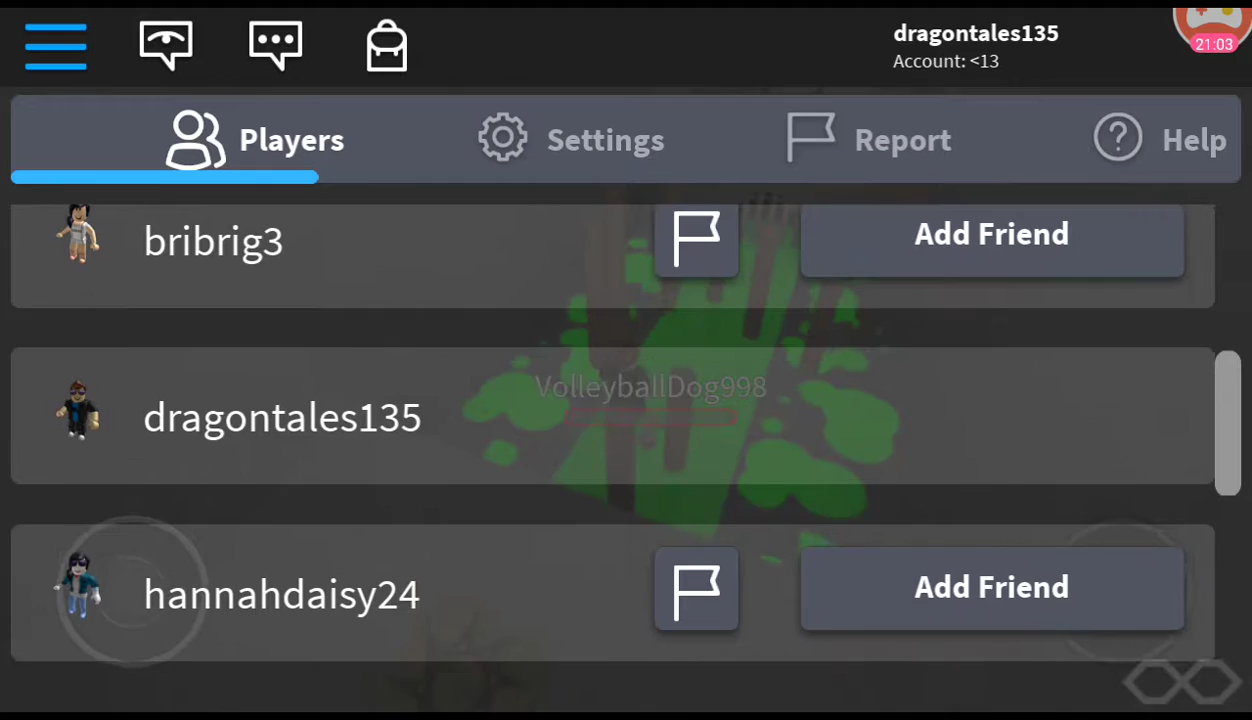 dragontales135
Account: <13
21:03
Players
Settings
Report
Help
bribrig3
Add Friend
VolleyballDog998
dragontales135
hannahdaisy24
Add Friend